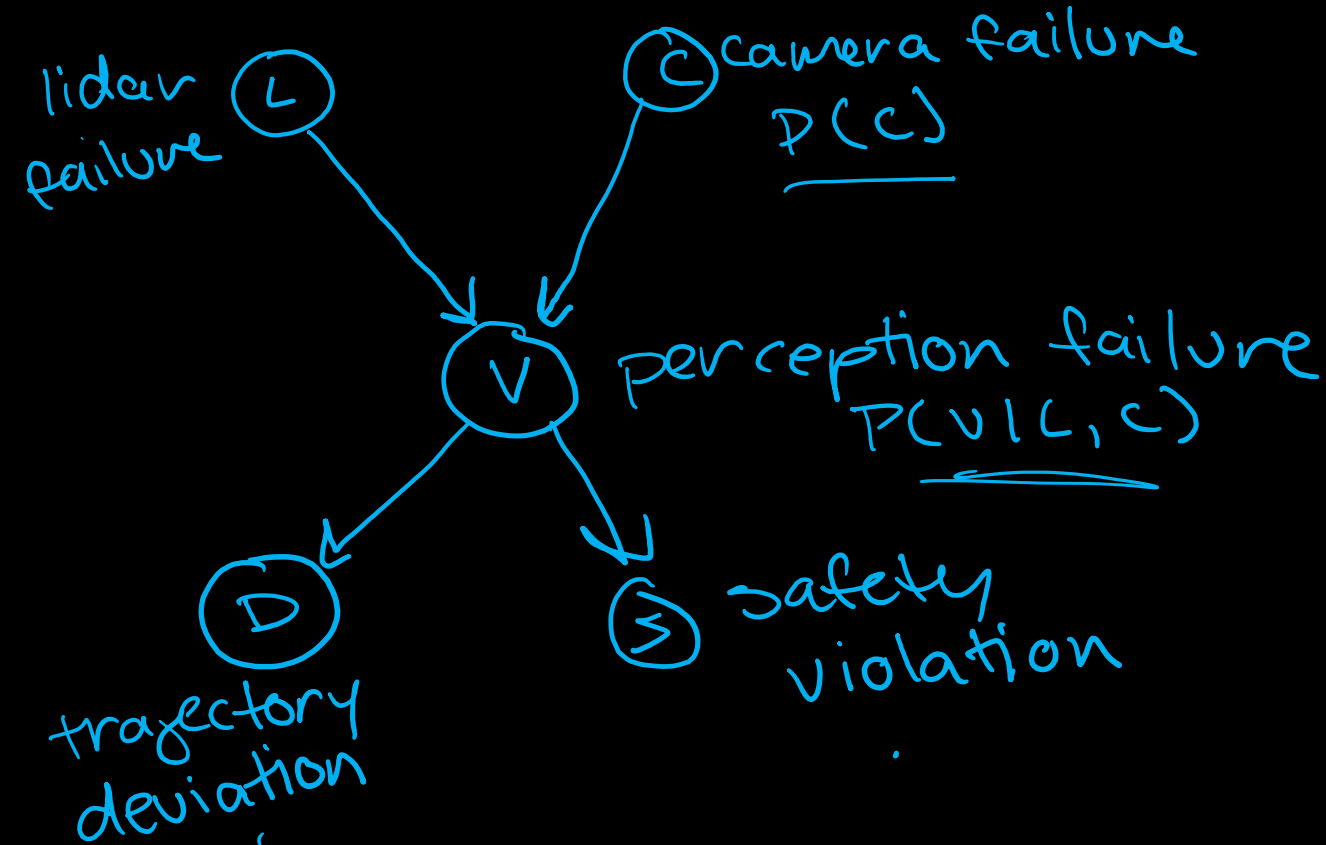 lidar
failure
L
C
camera failure
P(C)
V
perception failure
P(V|L, C)
D
trajectory
deviation
S
safety
violation